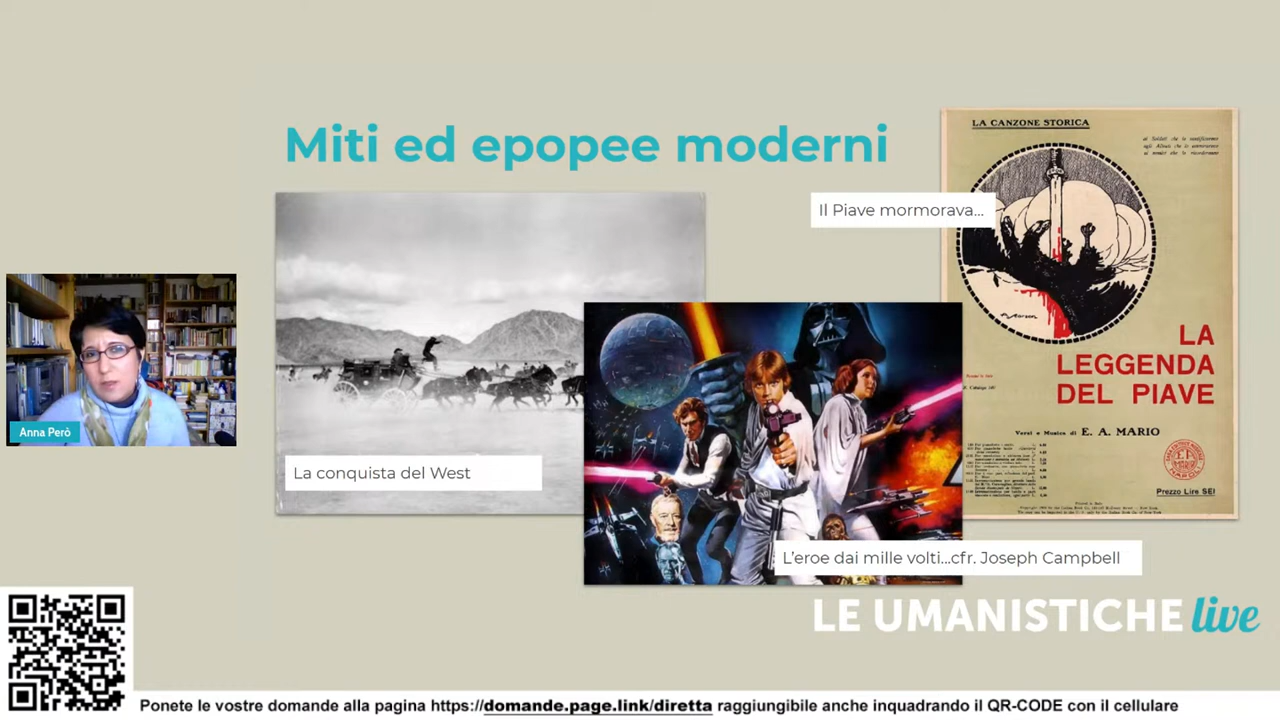 Miti ed epopee moderni
LA CANZONE STORICA
Il Piave mormorava...
LA
LEGGENDA
DEL PIAVE
Versi e Musica di E. A. MARIO
Prezzo Lire SEI
Anna Però
La conquista del West
L'eroe dai mille volti...cfr. Joseph Campbell
LE UMANISTICHE live
Ponete le vostre domande alla pagina https://domande.page.link/diretta raggiungibile anche inquadrando il QR-CODE con il cellulare